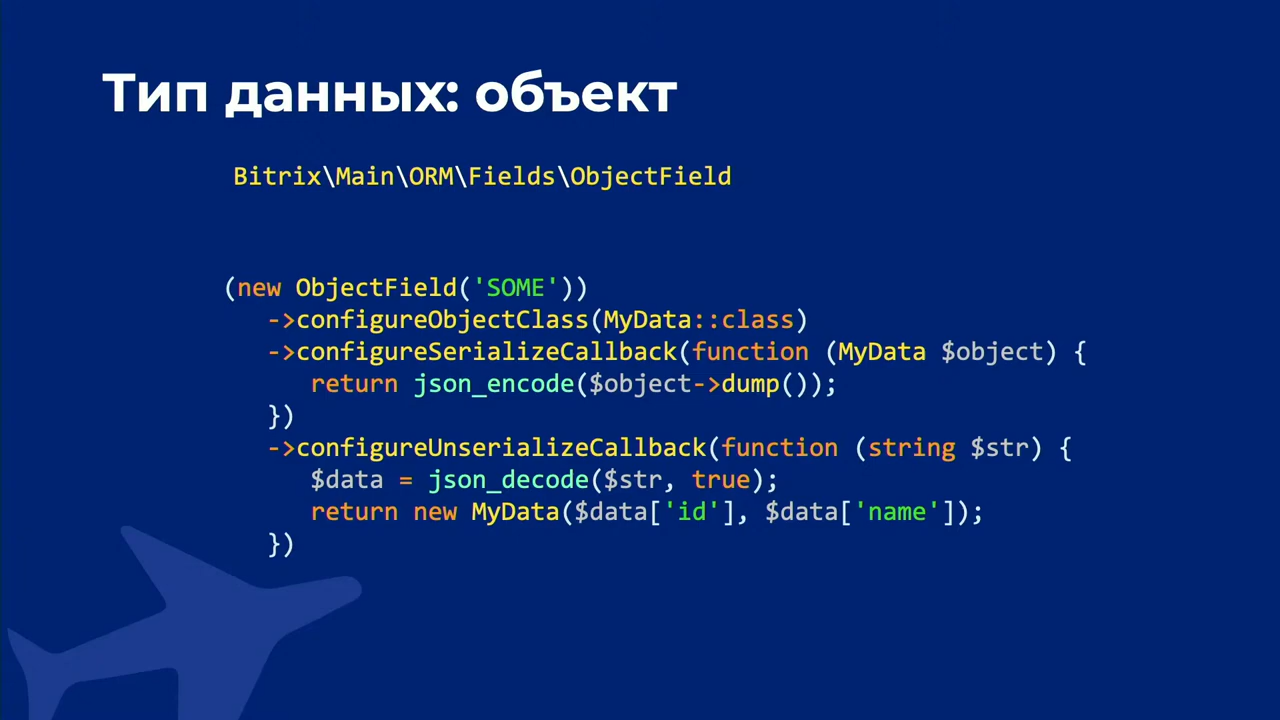 Тип данных: объект
Bitrix\Main\ORM\Fields\ObjectField
(new ObjectField('SOME'))
->configureObjectClass(MyData::class)
->configureSerializeCallback(function (MyData $object) {
return json_encode($object->dump());
})
->configureUnserializeCallback(function (string $str) {
$data = json_decode($str, true);
return new MyData($data['id'], $data['name']);
})